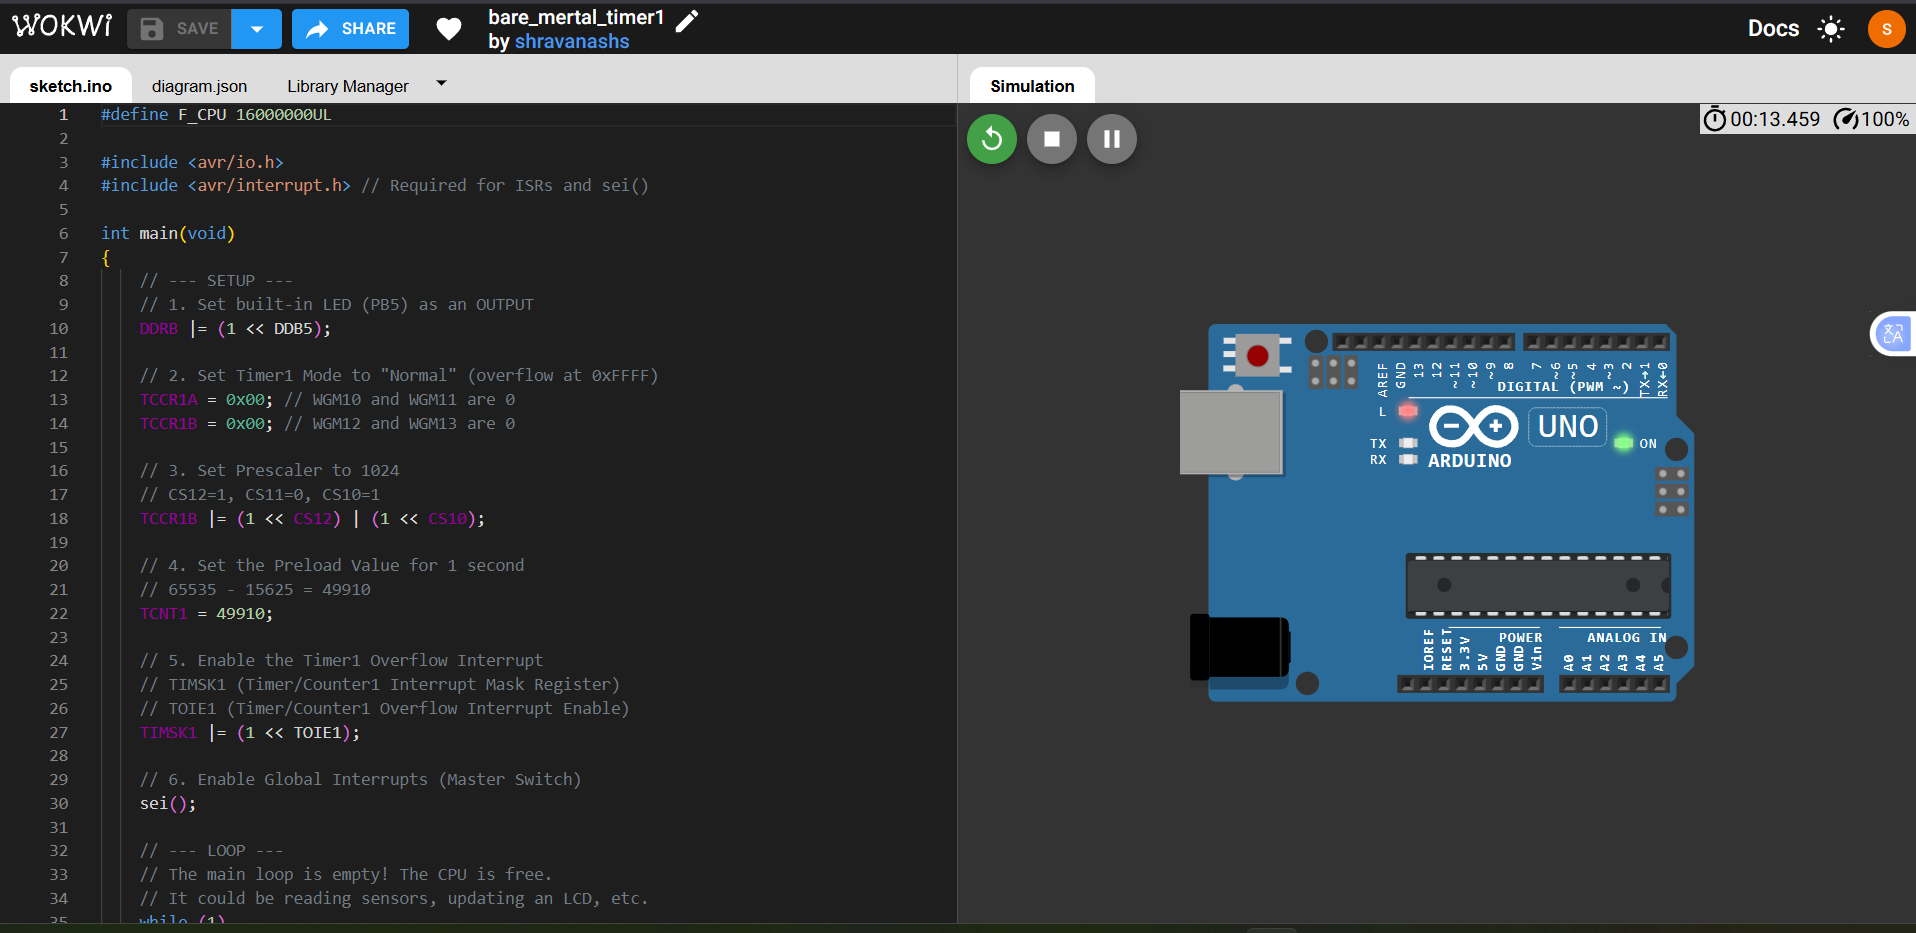 WOKWi
SAVE
SHARE
bare_mertal_timer1
by shravanashs
Docs
S
sketch.ino
diagram.json
Library Manager
Simulation
00:13.459
100%
1 #define F_CPU 16000000UL
2
3 #include <avr/io.h>
4 #include <avr/interrupt.h> // Required for ISRs and sei()
5
6 int main(void)
7 {
8 // --- SETUP ---
9 // 1. Set built-in LED (PB5) as an OUTPUT
10 DDRB |= (1 << DDB5);
11
12 // 2. Set Timer1 Mode to "Normal" (overflow at 0xFFFF)
13 TCCR1A = 0x00; // WGM10 and WGM11 are 0
14 TCCR1B = 0x00; // WGM12 and WGM13 are 0
15
16 // 3. Set Prescaler to 1024
17 // CS12=1, CS11=0, CS10=1
18 TCCR1B |= (1 << CS12) | (1 << CS10);
19
20 // 4. Set the Preload Value for 1 second
21 // 65535 - 15625 = 49910
22 TCNT1 = 49910;
23
24 // 5. Enable the Timer1 Overflow Interrupt
25 // TIMSK1 (Timer/Counter1 Interrupt Mask Register)
26 // TOIE1 (Timer/Counter1 Overflow Interrupt Enable)
27 TIMSK1 |= (1 << TOIE1);
28
29 // 6. Enable Global Interrupts (Master Switch)
30 sei();
31
32 // --- LOOP ---
33 // The main loop is empty! The CPU is free.
34 // It could be reading sensors, updating an LCD, etc.
35 while (1)
AREF
GND
13
12
~11
~10
~9
8
7
~6
~5
4
~3
2
TX→1
RX←0
DIGITAL (PWM ~)
L
TX
RX
UNO
ON
ARDUINO
IOREF
RESET
3.3V
5V
GND
GND
Vin
POWER
ANALOG IN
A0
A1
A2
A3
A4
A5